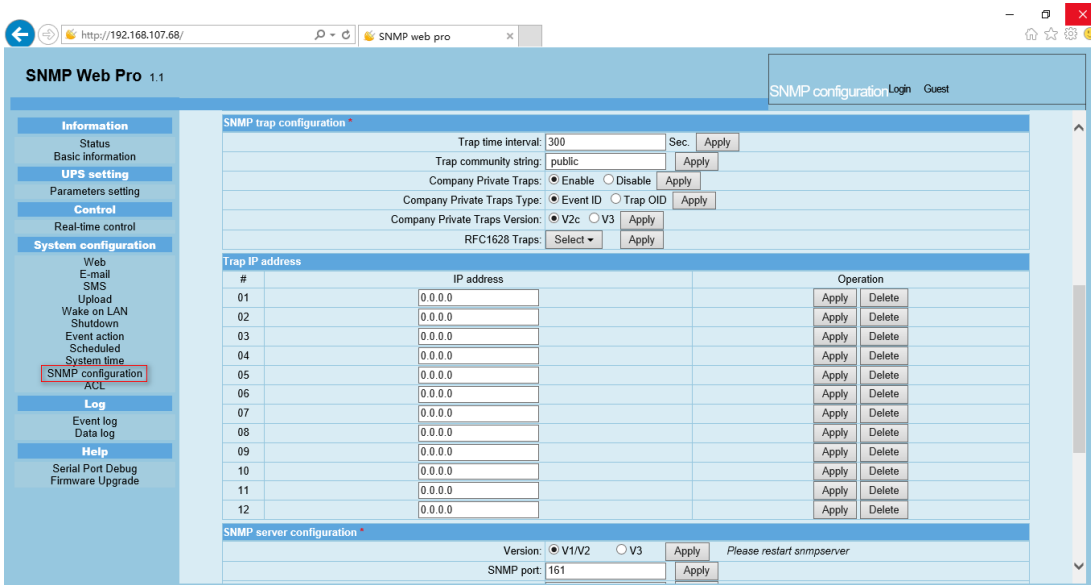 http://192.168.107.68/
SNMP web pro
SNMP Web Pro 1.1
SNMP configuration Login Guest
Information
Status
Basic information
UPS setting
Parameters setting
Control
Real-time control
System configuration
Web
E-mail
SMS
Upload
Wake on LAN
Shutdown
Event action
Scheduled
System time
SNMP configuration
ACL
Log
Event log
Data log
Help
Serial Port Debug
Firmware Upgrade
SNMP trap configuration *
Trap time interval: 300 Sec. Apply
Trap community string: public Apply
Company Private Traps: Enable Disable Apply
Company Private Traps Type: Event ID Trap OID Apply
Company Private Traps Version: V2c V3 Apply
RFC1628 Traps: Select Apply
Trap IP address
# IP address Operation
01 0.0.0.0 Apply Delete
02 0.0.0.0 Apply Delete
03 0.0.0.0 Apply Delete
04 0.0.0.0 Apply Delete
05 0.0.0.0 Apply Delete
06 0.0.0.0 Apply Delete
07 0.0.0.0 Apply Delete
08 0.0.0.0 Apply Delete
09 0.0.0.0 Apply Delete
10 0.0.0.0 Apply Delete
11 0.0.0.0 Apply Delete
12 0.0.0.0 Apply Delete
SNMP server configuration *
Version: V1/V2 V3 Apply Please restart snmpserver
SNMP port: 161 Apply